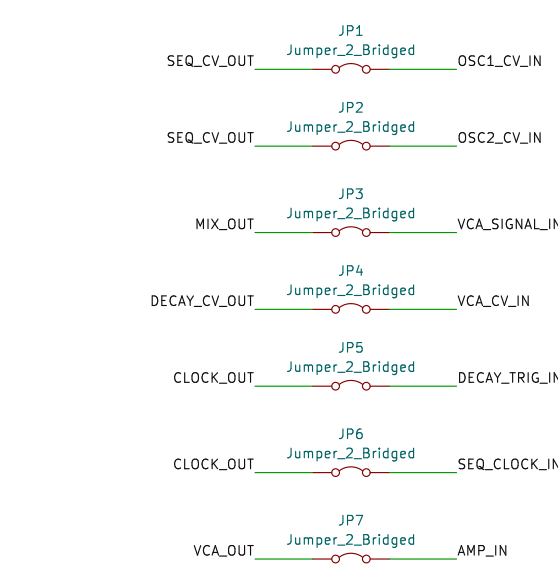 JP1
Jumper_2_Bridged
SEQ_CV_OUT OSC1_CV_IN
JP2
Jumper_2_Bridged
SEQ_CV_OUT OSC2_CV_IN
JP3
Jumper_2_Bridged
MIX_OUT VCA_SIGNAL_IN
JP4
Jumper_2_Bridged
DECAY_CV_OUT VCA_CV_IN
JP5
Jumper_2_Bridged
CLOCK_OUT DECAY_TRIG_IN
JP6
Jumper_2_Bridged
CLOCK_OUT SEQ_CLOCK_IN
JP7
Jumper_2_Bridged
VCA_OUT AMP_IN